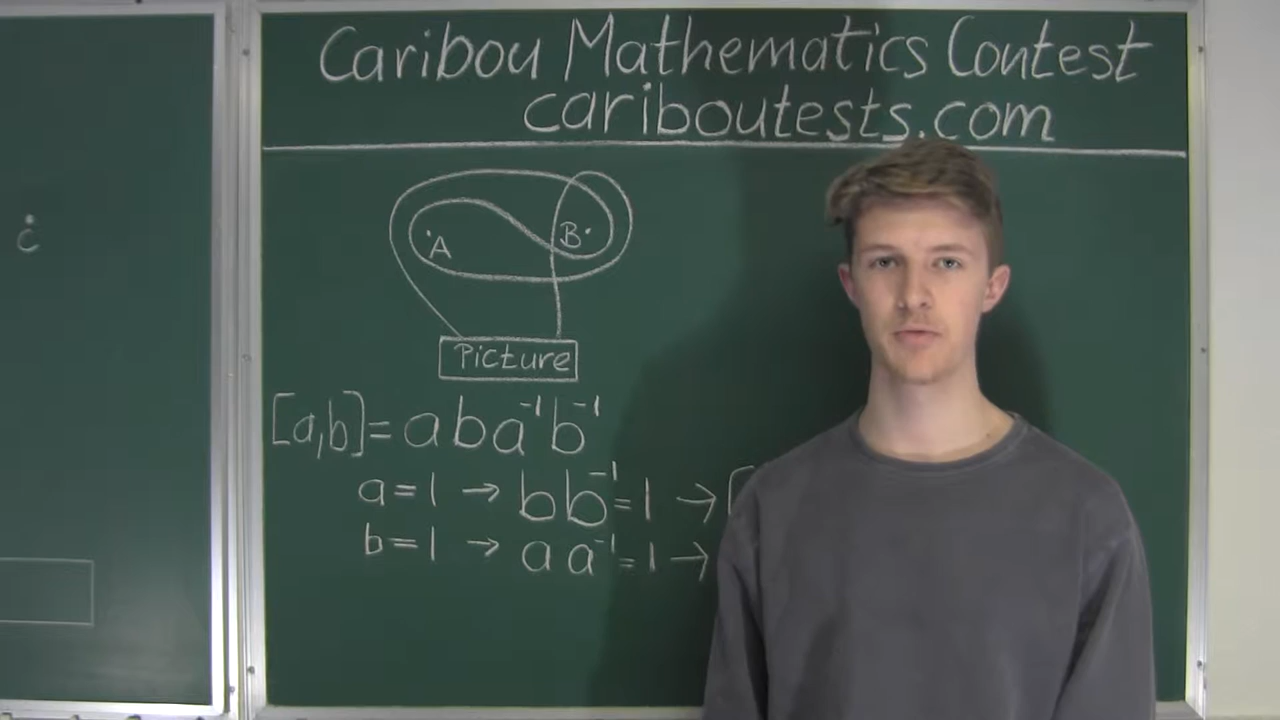 Caribou Mathematics Contest
cariboutests.com
ċ
A
B
Picture
[a,b]=aba⁻¹b⁻¹
a=1 → bb⁻¹=1 → [
b=1 → aa⁻¹=1 →